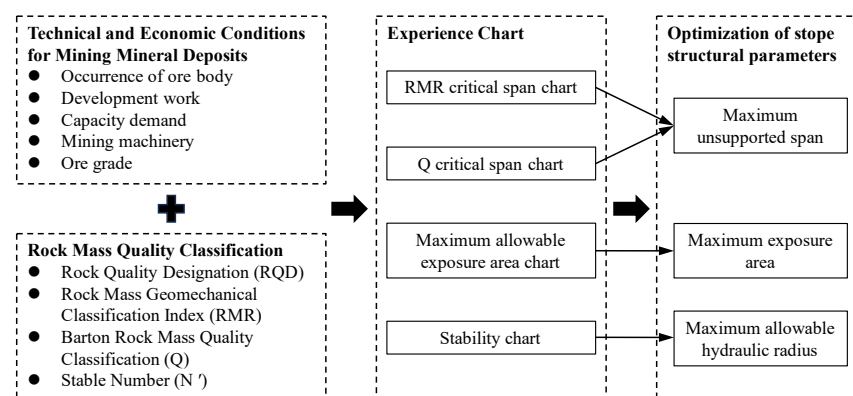 Technical and Economic Conditions
for Mining Mineral Deposits
● Occurrence of ore body
● Development work
● Capacity demand
● Mining machinery
● Ore grade
Rock Mass Quality Classification
● Rock Quality Designation (RQD)
● Rock Mass Geomechanical
Classification Index (RMR)
● Barton Rock Mass Quality
Classification (Q)
● Stable Number (N ′)
Experience Chart
RMR critical span chart
Q critical span chart
Maximum allowable
exposure area chart
Stability chart
Optimization of stope
structural parameters
Maximum
unsupported span
Maximum exposure
area
Maximum allowable
hydraulic radius